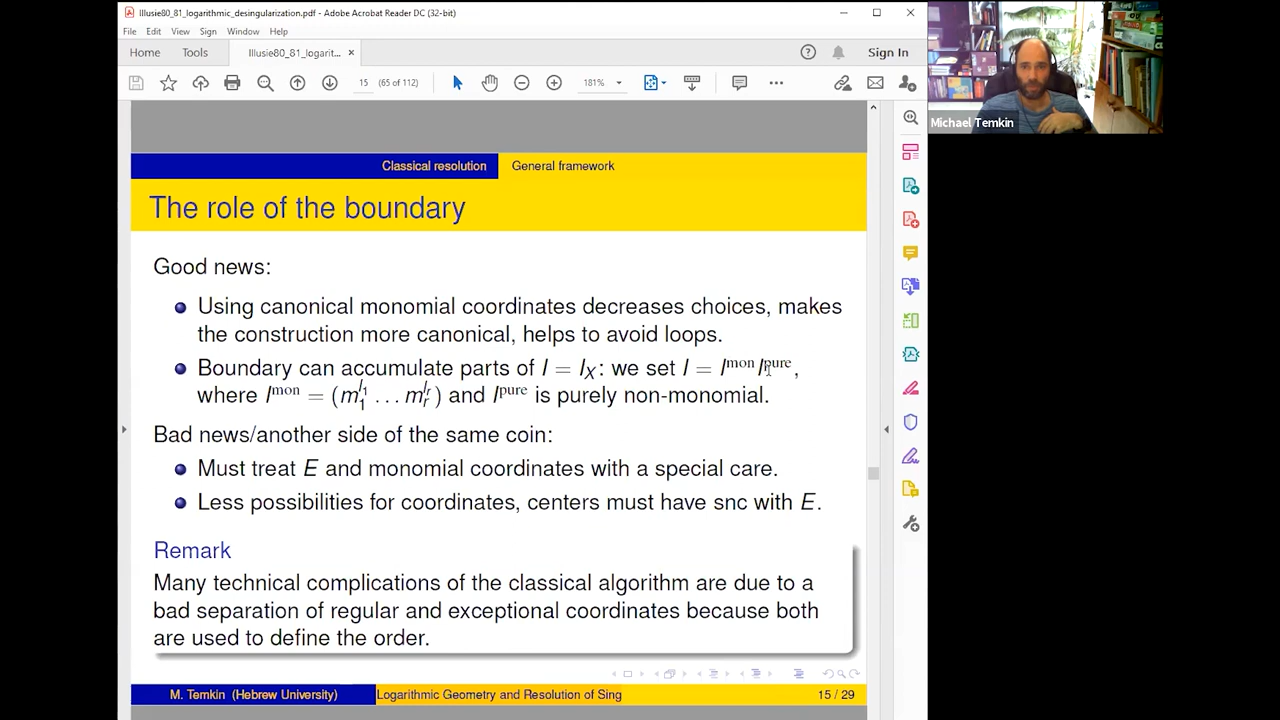 Illusie80_81_logarithmic_desingularization.pdf - Adobe Acrobat Reader DC (32-bit)
File Edit View Sign Window Help
Home Tools Illusie80_81_logarit... × Sign In
15 (65 of 112) 181%
Michael Temkin
Classical resolution General framework
The role of the boundary
Good news:
Using canonical monomial coordinates decreases choices, makes
the construction more canonical, helps to avoid loops.
Boundary can accumulate parts of I = I_X: we set I = I^mon I^pure,
where I^mon = (m_1^{l_1} ... m_r^{l_r}) and I^pure is purely non-monomial.
Bad news/another side of the same coin:
Must treat E and monomial coordinates with a special care.
Less possibilities for coordinates, centers must have snc with E.
Remark
Many technical complications of the classical algorithm are due to a
bad separation of regular and exceptional coordinates because both
are used to define the order.
M. Temkin (Hebrew University) Logarithmic Geometry and Resolution of Sing 15 / 29